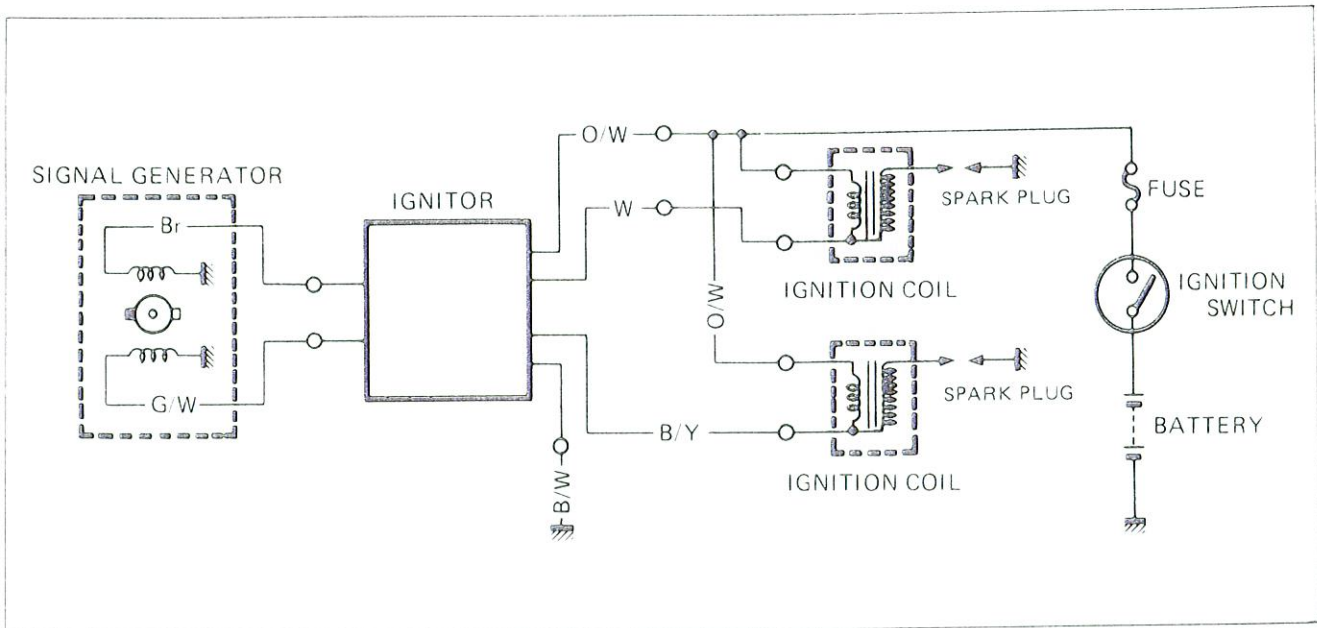 O/W
SIGNAL GENERATOR
IGNITOR
Br
W
SPARK PLUG
FUSE
IGNITION COIL
IGNITION
SWITCH
O/W
G/W
B/Y
SPARK PLUG
BATTERY
B/W
IGNITION COIL